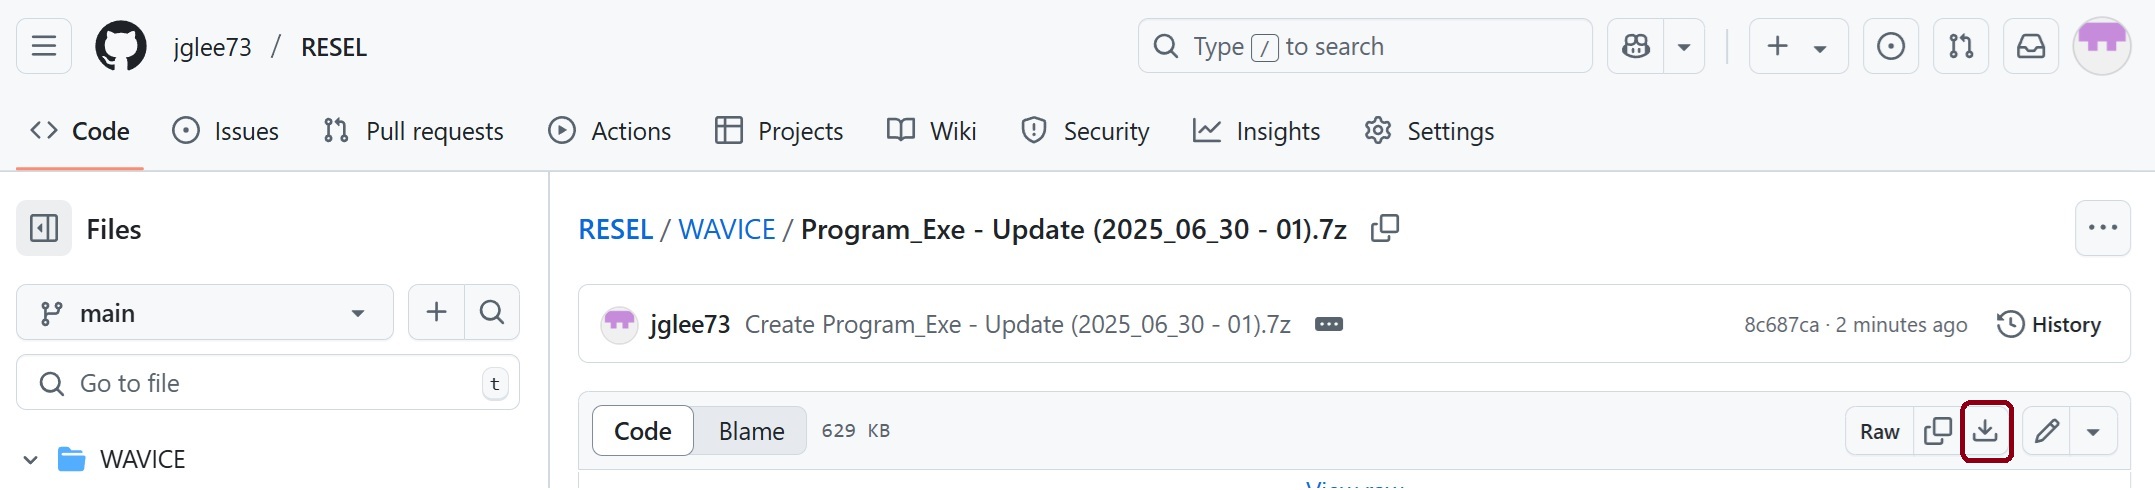 jglee73 / RESEL
Type / to search
Code
Issues
Pull requests
Actions
Projects
Wiki
Security
Insights
Settings
Files
main
Go to file
t
WAVICE
RESEL / WAVICE / Program_Exe - Update (2025_06_30 - 01).7z
jglee73 Create Program_Exe - Update (2025_06_30 - 01).7z
8c687ca · 2 minutes ago
History
Code
Blame
629 KB
Raw
View raw